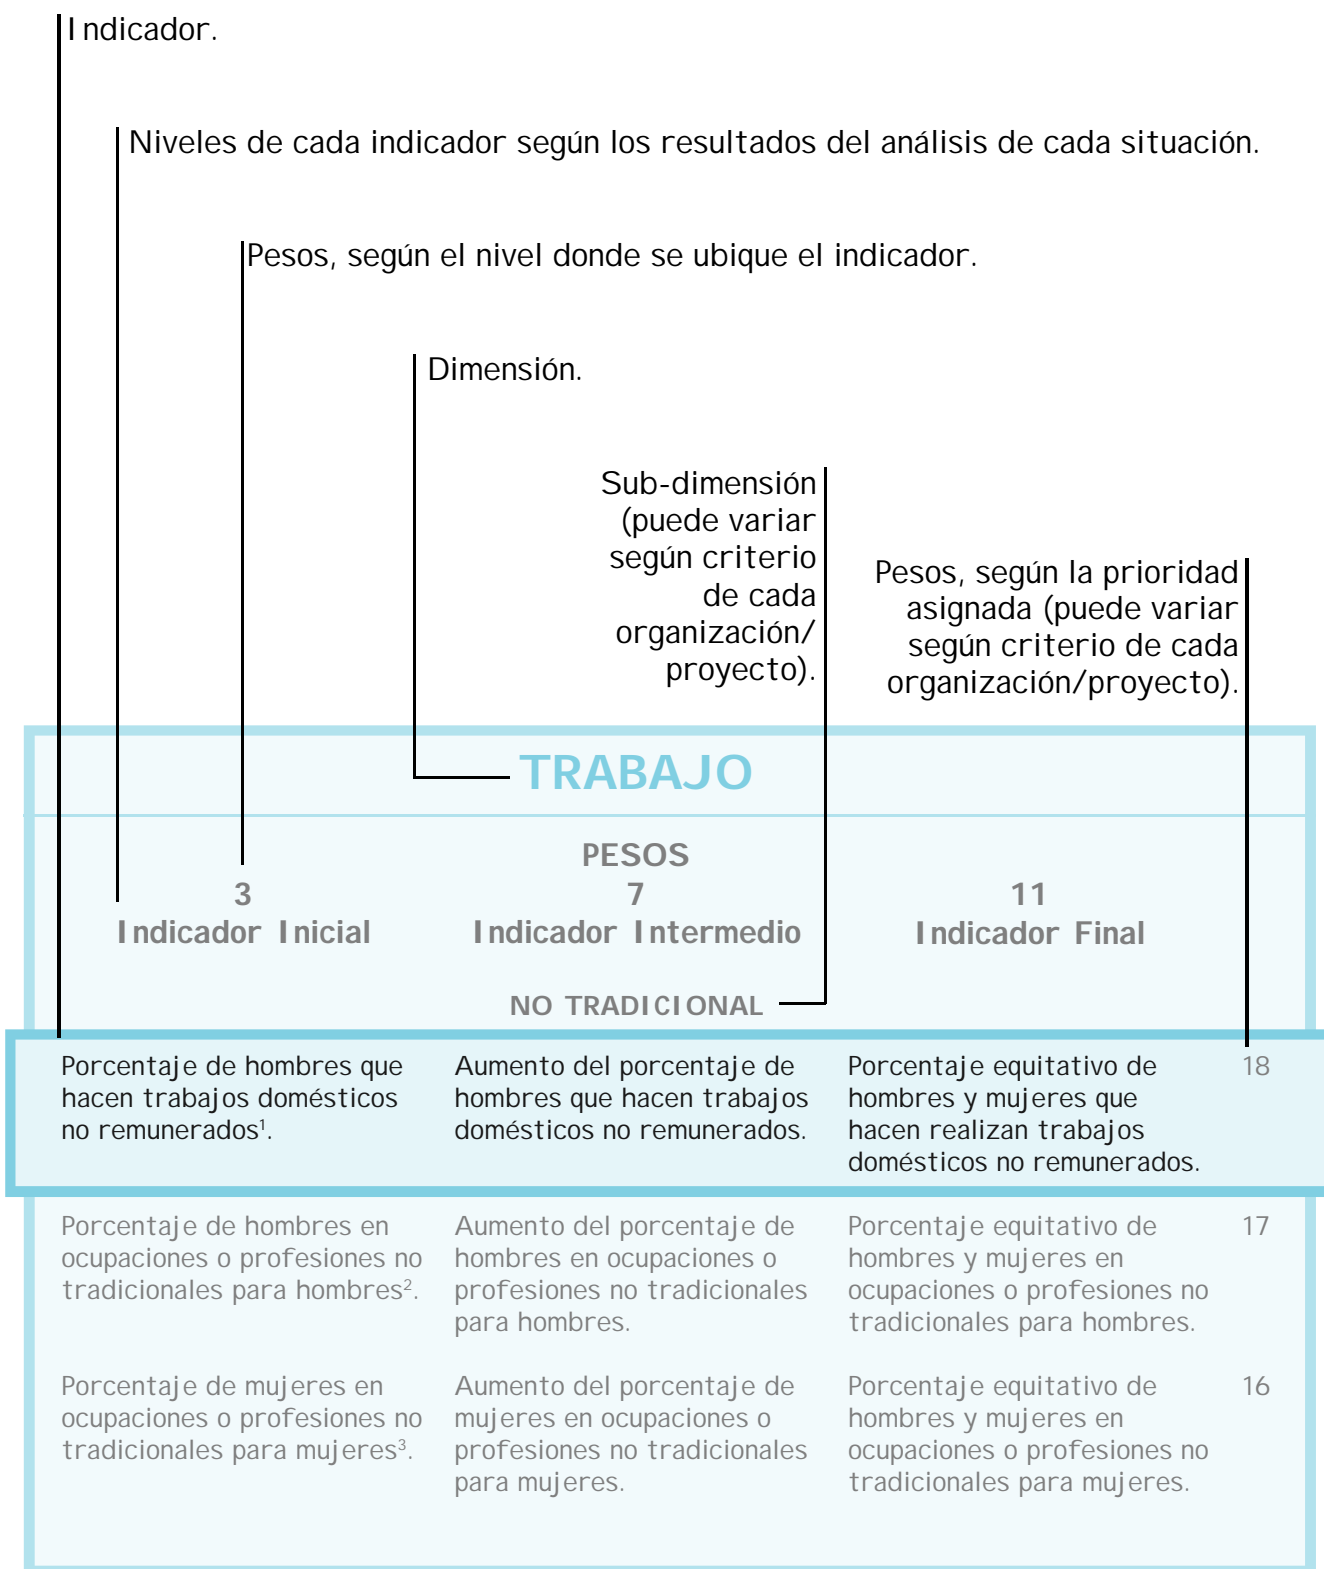 Indicador.
Niveles de cada indicador según los resultados del análisis de cada situación.
Pesos, según el nivel donde se ubique el indicador.
Dimensión.
Sub-dimensión
(puede variar
según criterio
de cada
organización/
proyecto).
Pesos, según la prioridad
asignada (puede variar
según criterio de cada
organización/proyecto).
TRABAJO
PESOS
3
Indicador Inicial
7
Indicador Intermedio
11
Indicador Final
NO TRADICIONAL
Porcentaje de hombres que
hacen trabajos domésticos
no remunerados¹.
Aumento del porcentaje de
hombres que hacen trabajos
domésticos no remunerados.
Porcentaje equitativo de
hombres y mujeres que
hacen realizan trabajos
domésticos no remunerados.
18
Porcentaje de hombres en
ocupaciones o profesiones no
tradicionales para hombres².
Aumento del porcentaje de
hombres en ocupaciones o
profesiones no tradicionales
para hombres.
Porcentaje equitativo de
hombres y mujeres en
ocupaciones o profesiones no
tradicionales para hombres.
17
Porcentaje de mujeres en
ocupaciones o profesiones no
tradicionales para mujeres³.
Aumento del porcentaje de
mujeres en ocupaciones o
profesiones no tradicionales
para mujeres.
Porcentaje equitativo de
hombres y mujeres en
ocupaciones o profesiones no
tradicionales para mujeres.
16